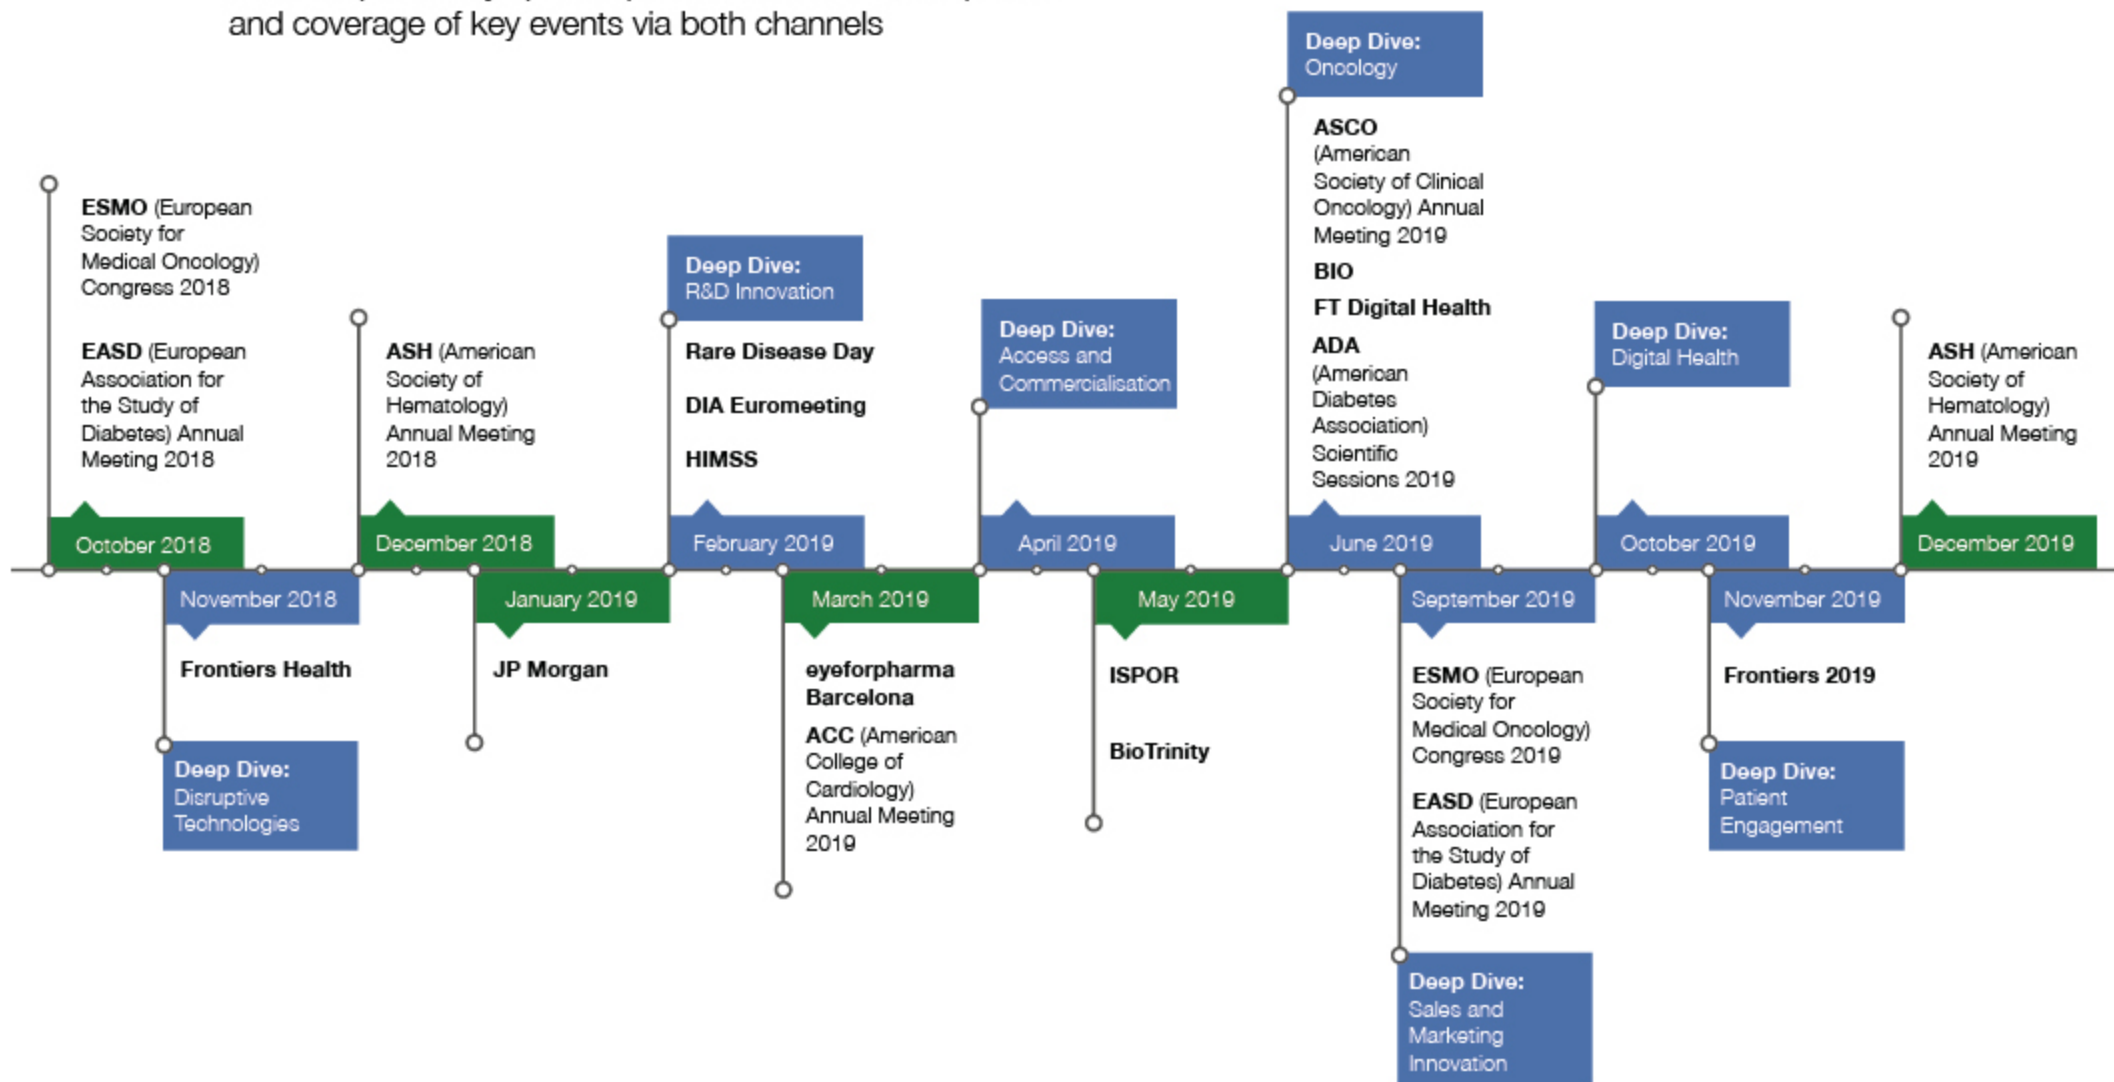 and coverage of key events via both channels
Deep Dive:
Oncology
ASCO
(American
Society of Clinical
Oncology) Annual
Meeting 2019
BIO
FT Digital Health
ADA
(American
Diabetes
Association)
Scientific
Sessions 2019
ESMO (European
Society for
Medical Oncology)
Congress 2018
EASD (European
Association for
the Study of
Diabetes) Annual
Meeting 2018
ASH (American
Society of
Hematology)
Annual Meeting
2018
Deep Dive:
R&D Innovation
Rare Disease Day
DIA Euromeeting
HIMSS
Deep Dive:
Access and
Commercialisation
Deep Dive:
Digital Health
ASH (American
Society of
Hematology)
Annual Meeting
2019
October 2018
December 2018
February 2019
April 2019
June 2019
October 2019
December 2019
November 2018
January 2019
March 2019
May 2019
September 2019
November 2019
Frontiers Health
Deep Dive:
Disruptive
Technologies
JP Morgan
eyeforpharma
Barcelona
ACC (American
College of
Cardiology)
Annual Meeting
2019
ISPOR
BioTrinity
ESMO (European
Society for
Medical Oncology)
Congress 2019
EASD (European
Association for
the Study of
Diabetes) Annual
Meeting 2019
Deep Dive:
Sales and
Marketing
Innovation
Frontiers 2019
Deep Dive:
Patient
Engagement